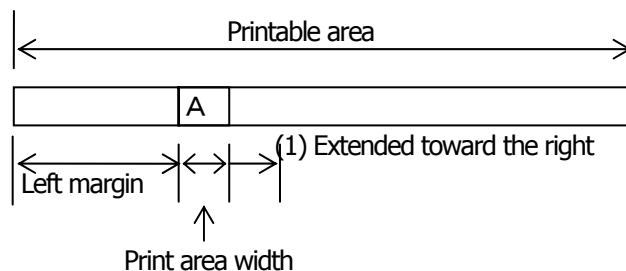 Printable area
A
(1) Extended toward the right
Left margin
Print area width